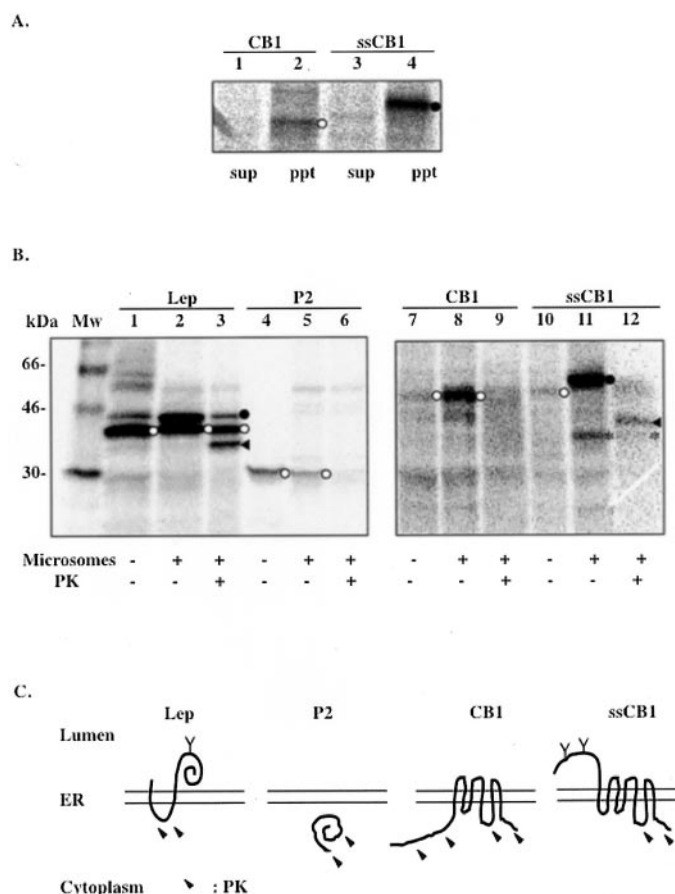 A.
CB1 ssCB1
1 2 3 4
sup ppt sup ppt
B.
Lep P2 CB1 ssCB1
kDa Mw 1 2 3 4 5 6 7 8 9 10 11 12
66-
46-
30-
Microsomes - + + - + + - + + - + +
PK - - + - - + - - + - - +
C.
Lep P2 CB1 ssCB1
Lumen
ER
Cytoplasm : PK